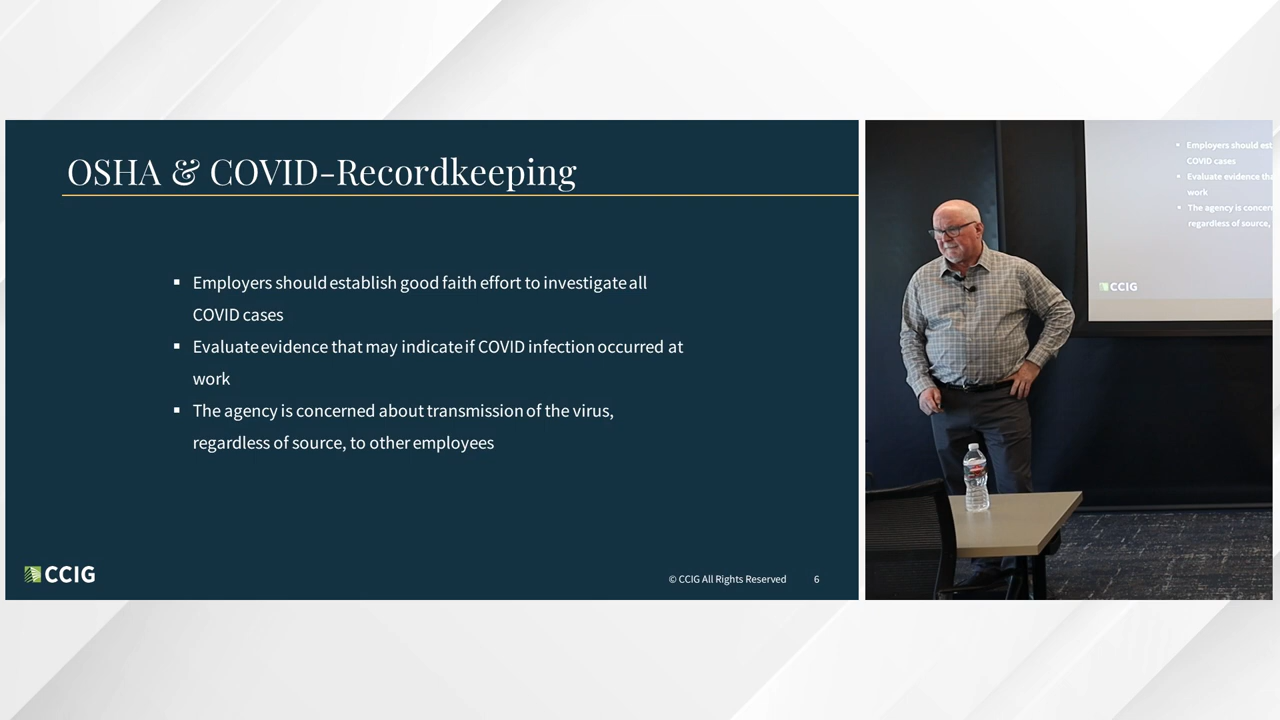 OSHA & COVID-Recordkeeping
▪ Employers should establish good faith effort to investigate all
COVID cases
▪ Evaluate evidence that may indicate if COVID infection occurred at
work
▪ The agency is concerned about transmission of the virus,
regardless of source, to other employees
CCIG
© CCIG All Rights Reserved 6
▪ Employers should est
COVID cases
▪ Evaluate evidence tha
work
▪ The agency is concern
regardless of source,
CCIG